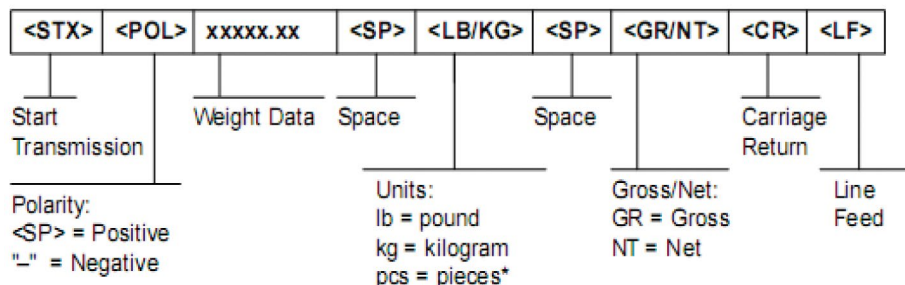 <STX> <POL> xxxxx.xx <SP> <LB/KG> <SP> <GR/NT> <CR> <LF>
Start
Transmission
Weight Data
Space
Space
Carriage
Return
Polarity:
<SP> = Positive
"–" = Negative
Units:
lb = pound
kg = kilogram
pcs = pieces*
Gross/Net:
GR = Gross
NT = Net
Line
Feed